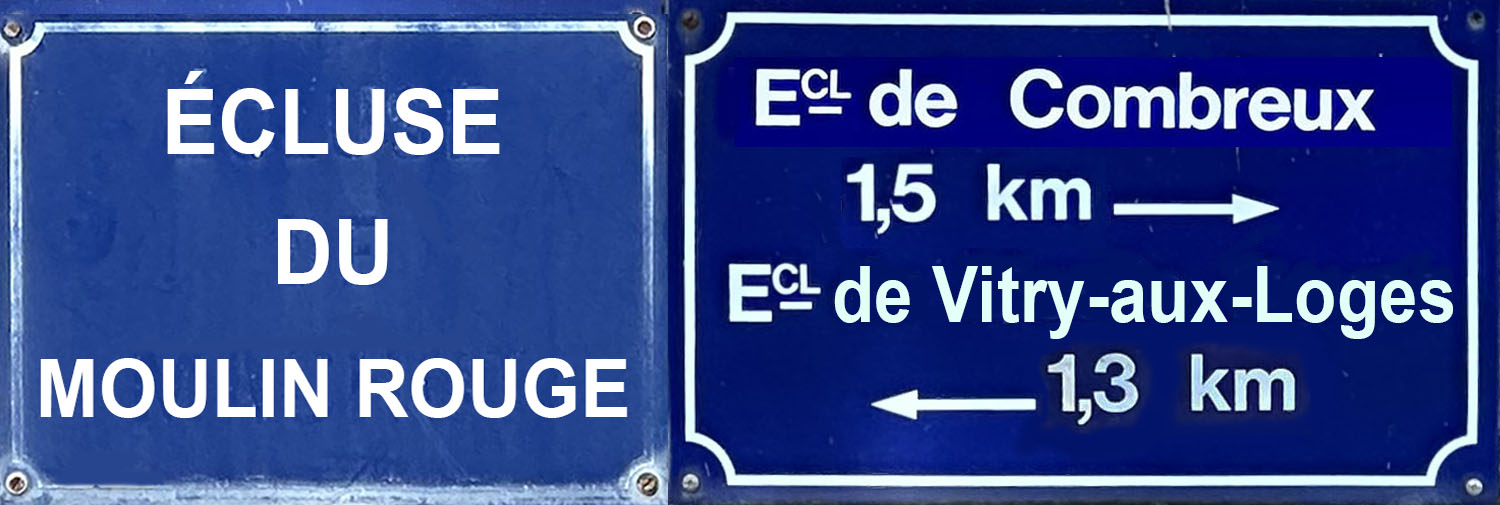 ÉCLUSE
DU
MOULIN ROUGE
ECL de Combreux
1,5 km →
ECL de Vitry-aux-Loges
← 1,3 km